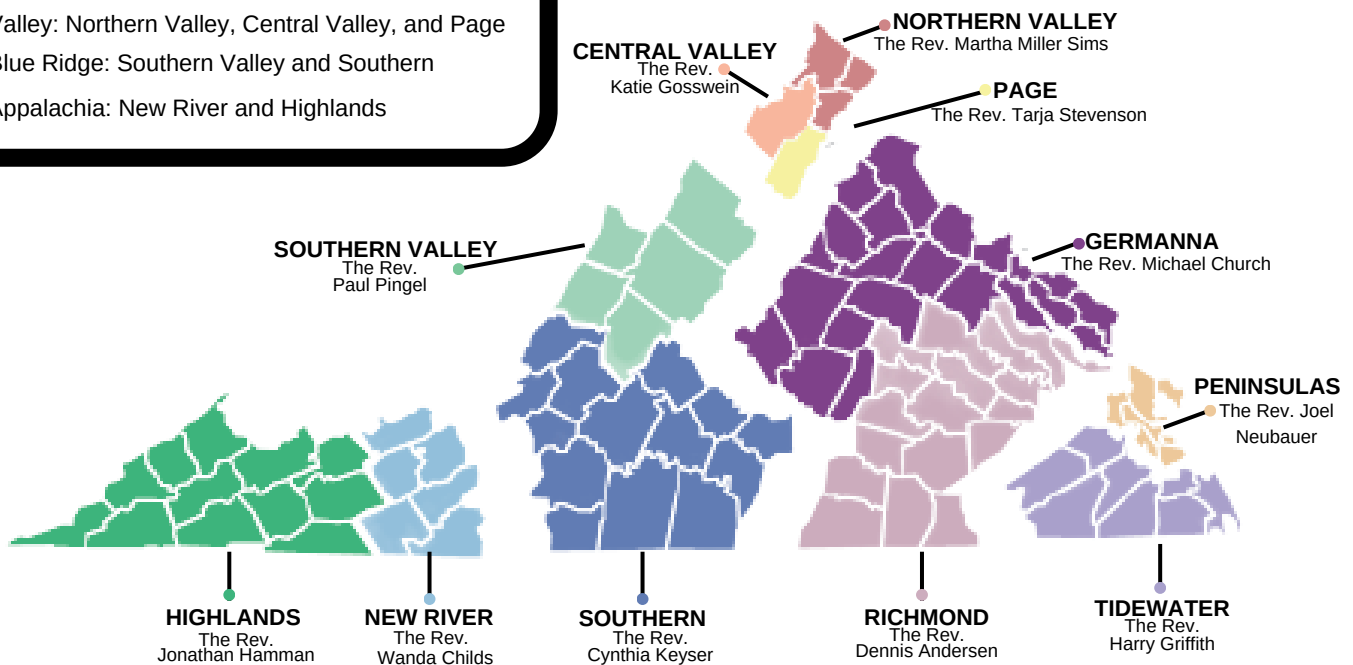 Valley: Northern Valley, Central Valley, and Page
Blue Ridge: Southern Valley and Southern
Appalachia: New River and Highlands
NORTHERN VALLEY
The Rev. Martha Miller Sims
CENTRAL VALLEY
The Rev.
Katie Gosswein
PAGE
The Rev. Tarja Stevenson
SOUTHERN VALLEY
The Rev.
Paul Pingel
GERMANNA
The Rev. Michael Church
PENINSULAS
The Rev. Joel
Neubauer
HIGHLANDS
The Rev.
Jonathan Hamman
NEW RIVER
The Rev.
Wanda Childs
SOUTHERN
The Rev.
Cynthia Keyser
RICHMOND
The Rev.
Dennis Andersen
TIDEWATER
The Rev.
Harry Griffith